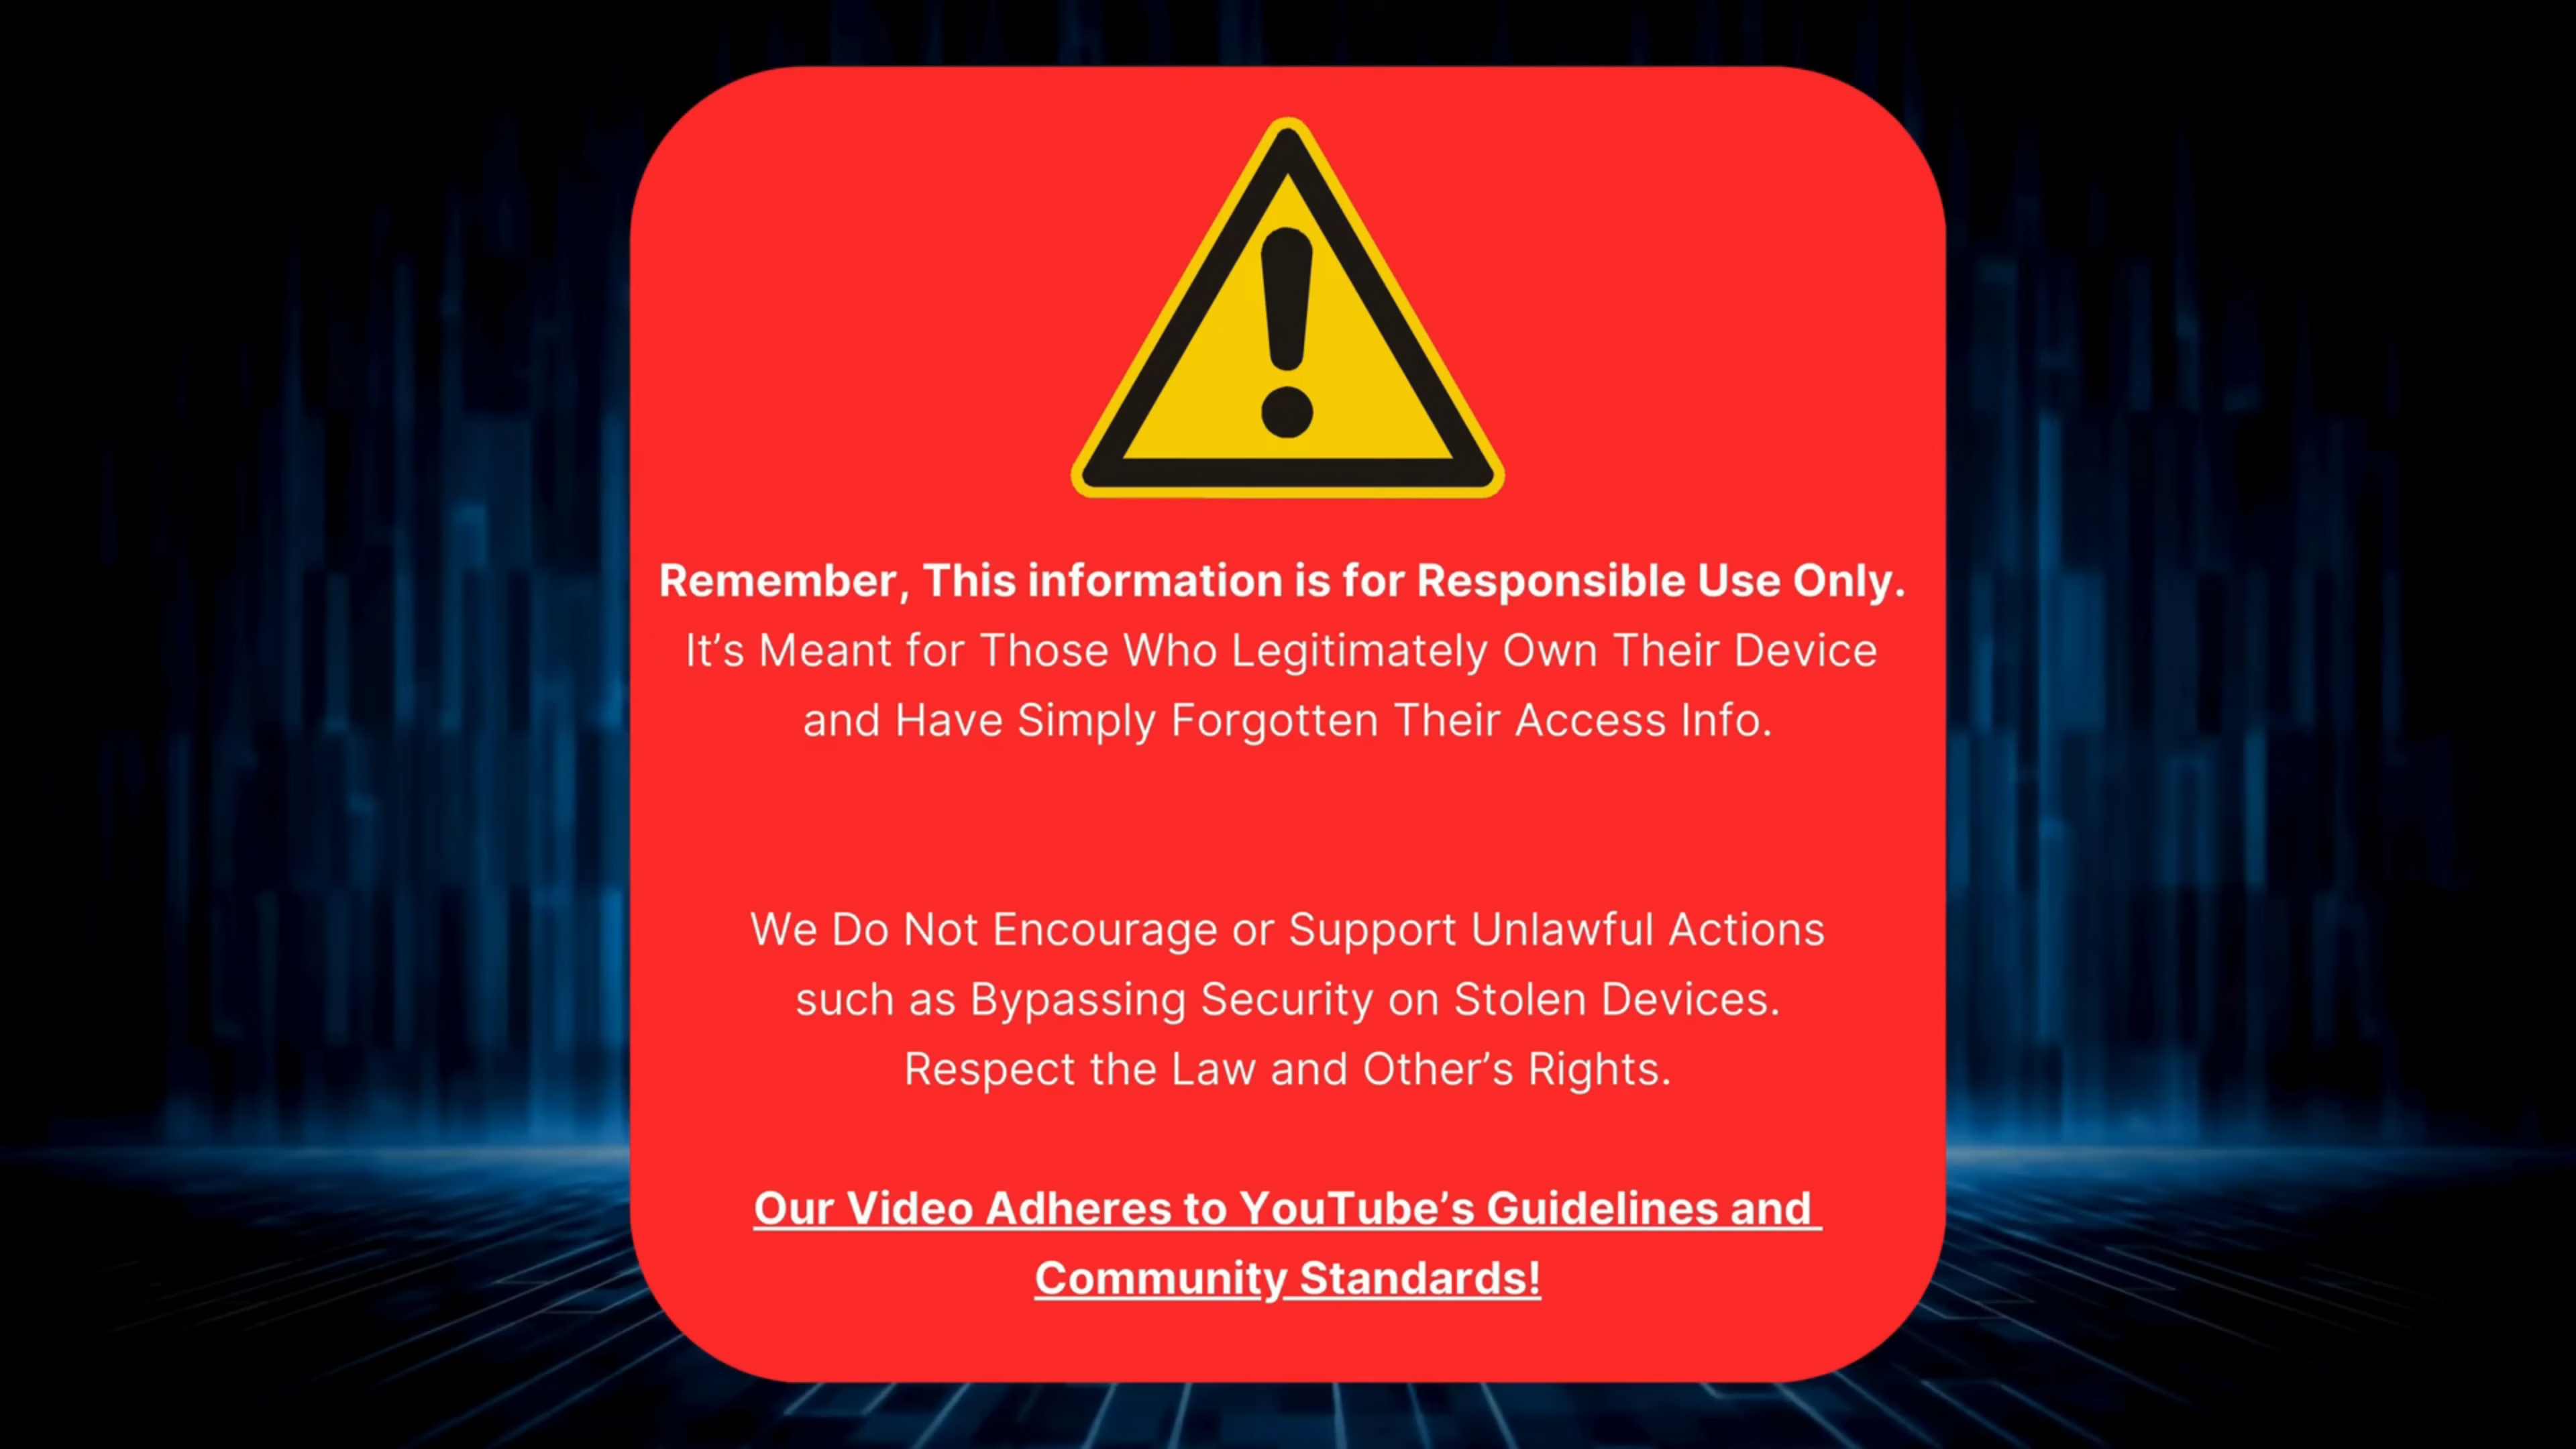 Remember, This information is for Responsible Use Only.
It’s Meant for Those Who Legitimately Own Their Device
and Have Simply Forgotten Their Access Info.
We Do Not Encourage or Support Unlawful Actions
such as Bypassing Security on Stolen Devices.
Respect the Law and Other’s Rights.
Our Video Adheres to YouTube’s Guidelines and
Community Standards!